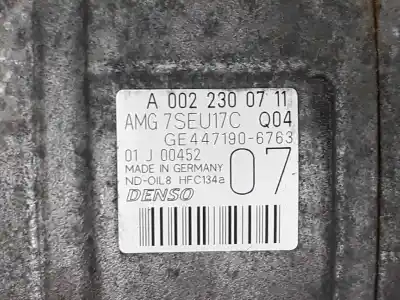 A 002 230 07 11
AMG 7SEU17C Q04
GE447190-6763
01 J 00452
MADE IN GERMANY
ND-OIL8 HFC134a
07
DENSO